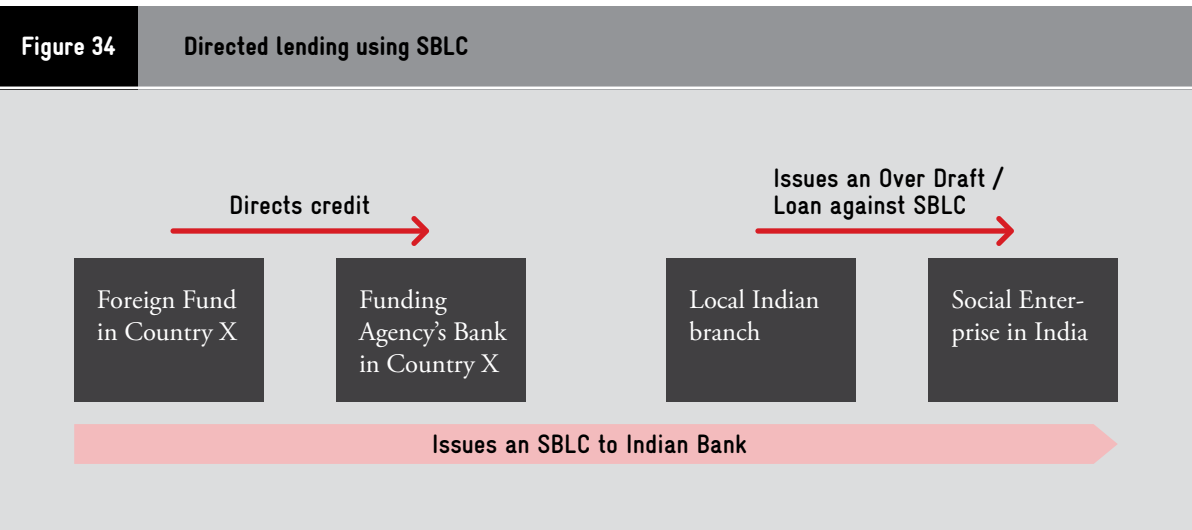 Figure 34
Directed lending using SBLC
Directs credit
Issues an Over Draft /
Loan against SBLC
Foreign Fund
in Country X
Funding
Agency’s Bank
in Country X
Local Indian
branch
Social Enter-
prise in India
Issues an SBLC to Indian Bank